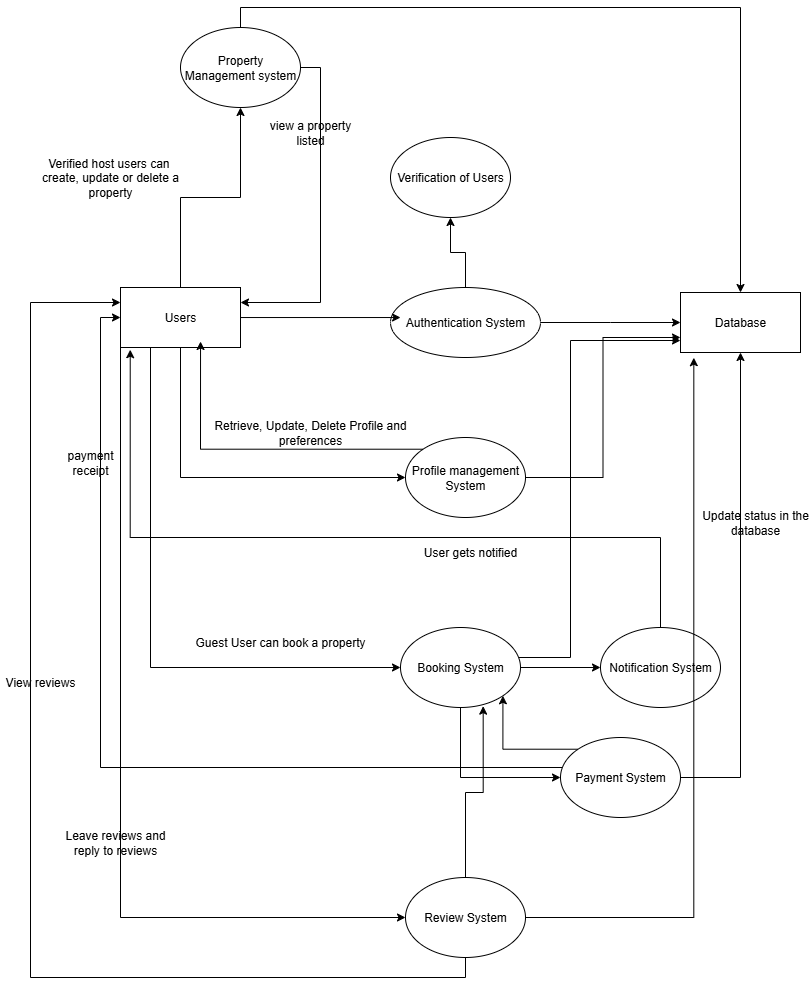 Property
Management system
view a property
listed
Verified host users can
create, update or delete a
property
Verification of Users
Users
Authentication System
Database
Retrieve, Update, Delete Profile and
preferences
payment
receipt
Profile management
System
Update status in the
database
User gets notified
Guest User can book a property
Booking System
Notification System
View reviews
Payment System
Leave reviews and
reply to reviews
Review System